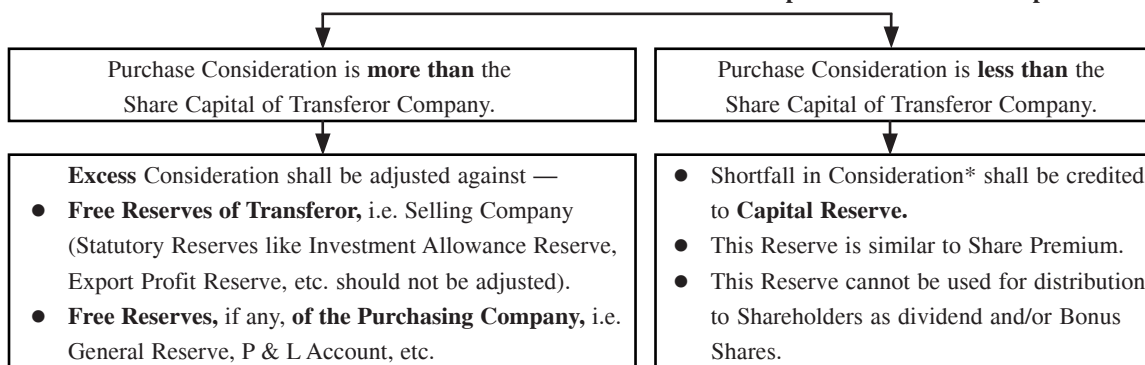 Purchase Consideration is more than the
Share Capital of Transferor Company.
Purchase Consideration is less than the
Share Capital of Transferor Company.
Excess Consideration shall be adjusted against —
● Free Reserves of Transferor, i.e. Selling Company
(Statutory Reserves like Investment Allowance Reserve,
Export Profit Reserve, etc. should not be adjusted).
● Free Reserves, if any, of the Purchasing Company, i.e.
General Reserve, P & L Account, etc.
● Shortfall in Consideration* shall be credited
to Capital Reserve.
● This Reserve is similar to Share Premium.
● This Reserve cannot be used for distribution
to Shareholders as dividend and/or Bonus
Shares.